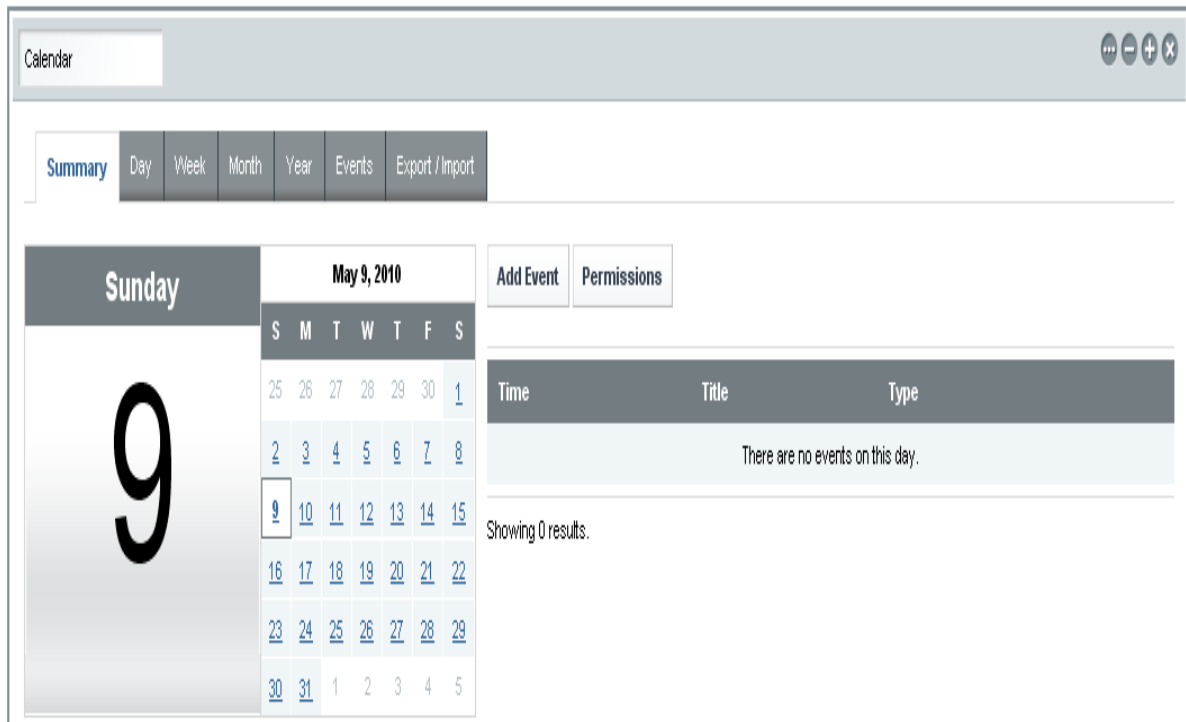 Calendar
Summary Day Week Month Year Events Export / Import
Sunday
9
May 9, 2010
S M T W T F S
25 26 27 28 29 30 1
2 3 4 5 6 7 8
9 10 11 12 13 14 15
16 17 18 19 20 21 22
23 24 25 26 27 28 29
30 31 1 2 3 4 5
Add Event Permissions
Time Title Type
There are no events on this day.
Showing 0 results.